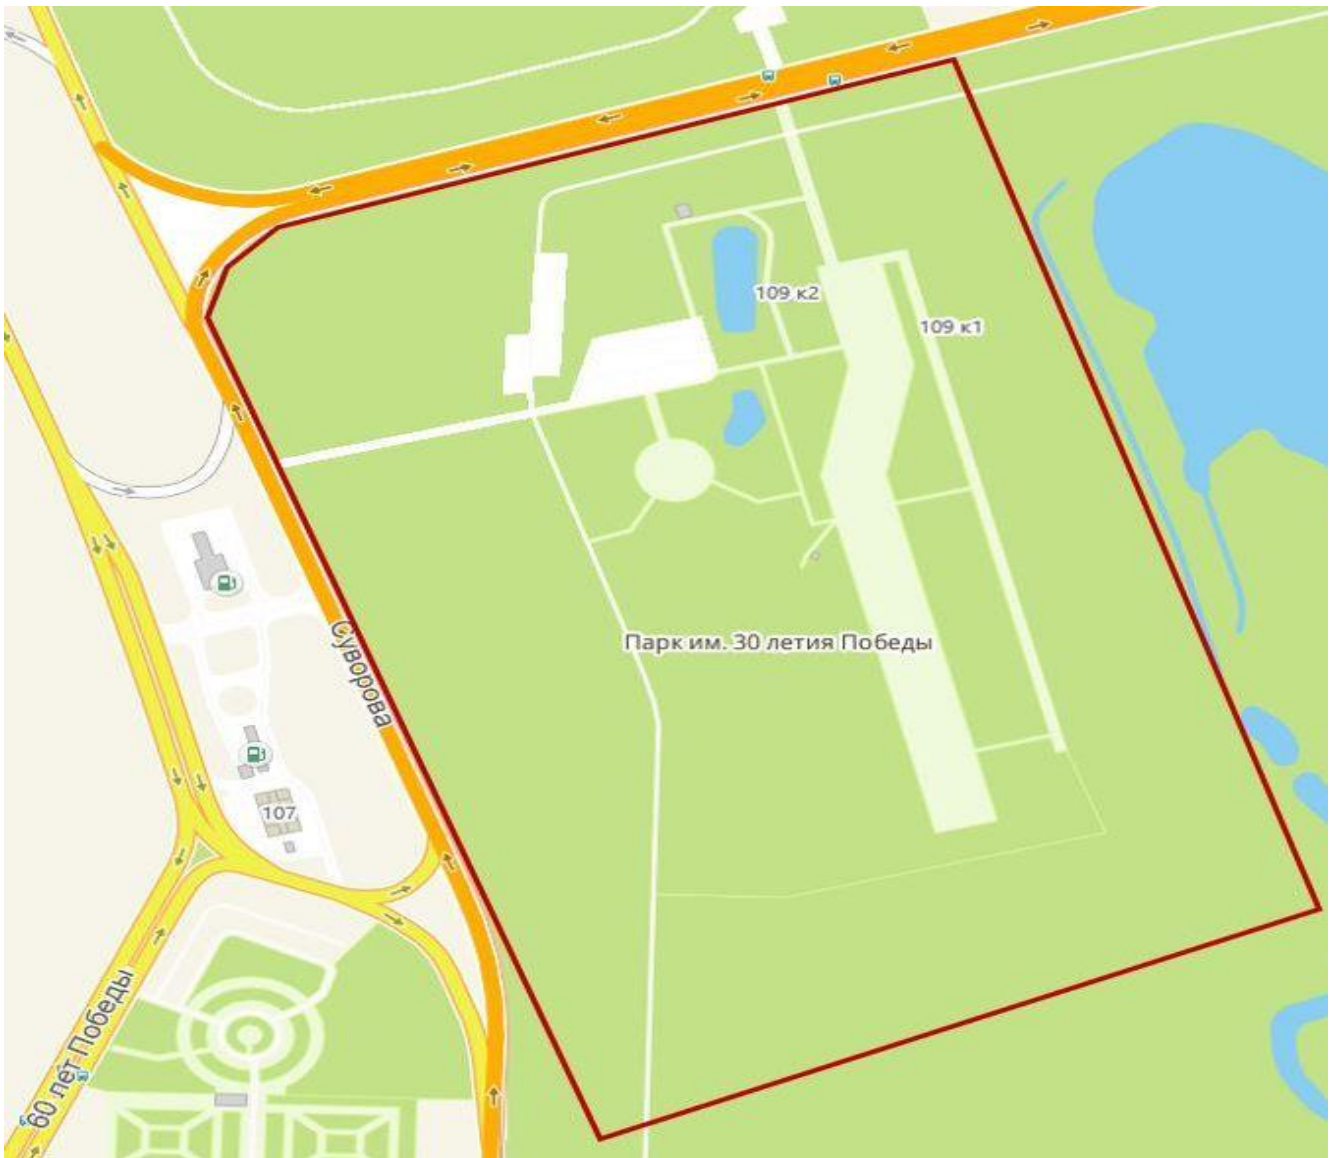 109 к2
109 к1
Парк им. 30 летия Победы
Суворова
107
60 лет Победы